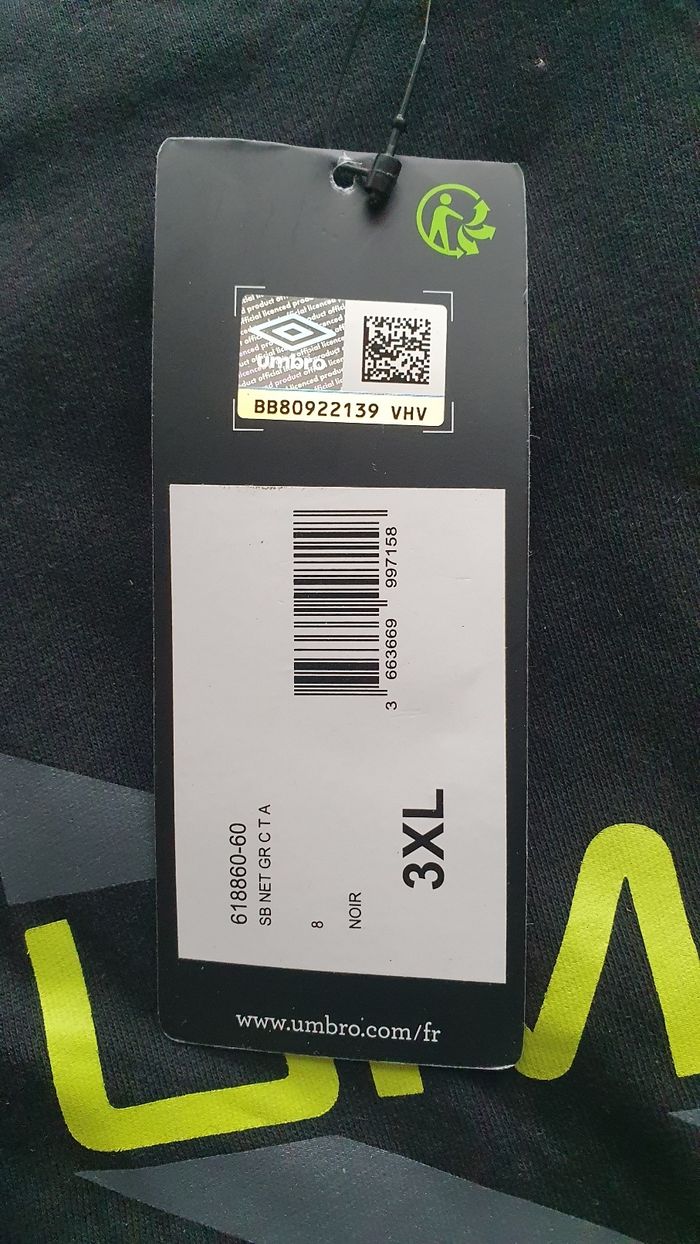 umbro
BB80922139 VHV
3 663669 997158
618860-60
SB NET GR C T A
8
NOIR
3XL
www.umbro.com/fr